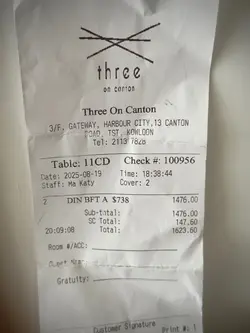 three
on canton
Three On Canton
3/F, GATEWAY, HARBOUR CITY,13 CANTON
ROAD, TST, KOWLOON
Tel: 2113 7828
Table: 11CD Check #: 100956
Date: 2025-08-19 Time: 18:38:44
Staff: Ma Katy Cover: 2
2 DIN BFT A $738 1476.00
Sub-total: 1476.00
SC Total: 147.60
20:09:08 Total: 1623.60
Room #/ACC:
Guest
Gratuity:
Customer Signature
Print #: 1